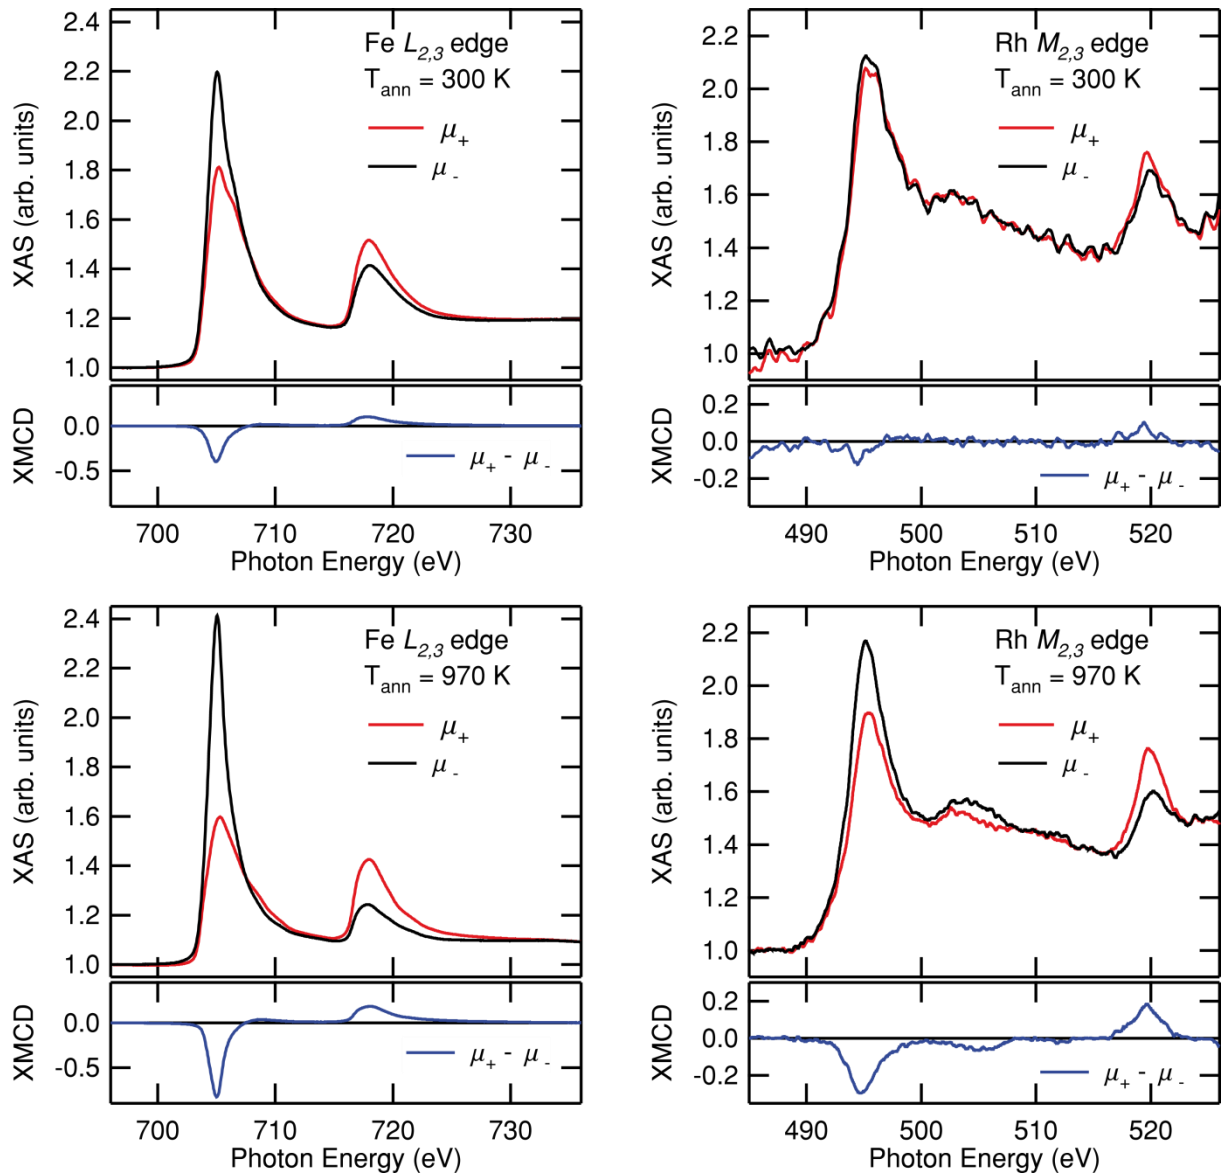 2.4
2.2
2.0
1.8
1.6
1.4
1.2
1.0
XAS (arb. units)
Fe L2,3 edge
Tann = 300 K
μ+
μ-
0.0
-0.5
XMCD
μ+ - μ-
700 710 720 730
Photon Energy (eV)
2.2
2.0
1.8
1.6
1.4
1.2
1.0
XAS (arb. units)
Rh M2,3 edge
Tann = 300 K
μ+
μ-
0.2
0.0
-0.2
XMCD
μ+ - μ-
490 500 510 520
Photon Energy (eV)
2.4
2.2
2.0
1.8
1.6
1.4
1.2
1.0
XAS (arb. units)
Fe L2,3 edge
Tann = 970 K
μ+
μ-
0.0
-0.5
XMCD
μ+ - μ-
700 710 720 730
Photon Energy (eV)
2.2
2.0
1.8
1.6
1.4
1.2
1.0
XAS (arb. units)
Rh M2,3 edge
Tann = 970 K
μ+
μ-
0.2
0.0
-0.2
XMCD
μ+ - μ-
490 500 510 520
Photon Energy (eV)